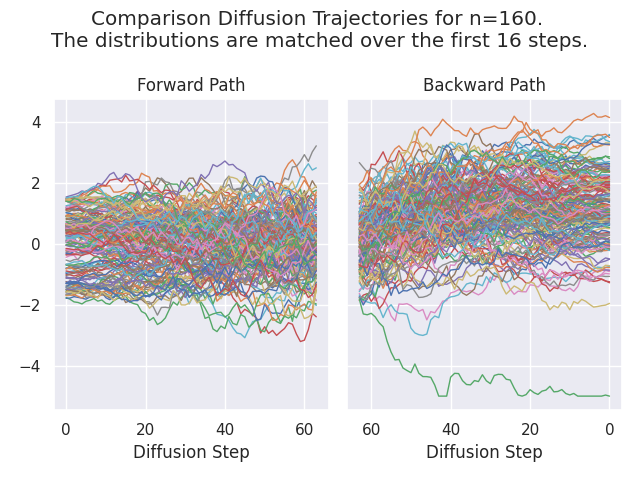 Comparison Diffusion Trajectories for n=160.
The distributions are matched over the first 16 steps.
Forward Path
Backward Path
4
2
0
−2
−4
0 20 40 60
60 40 20 0
Diffusion Step
Diffusion Step